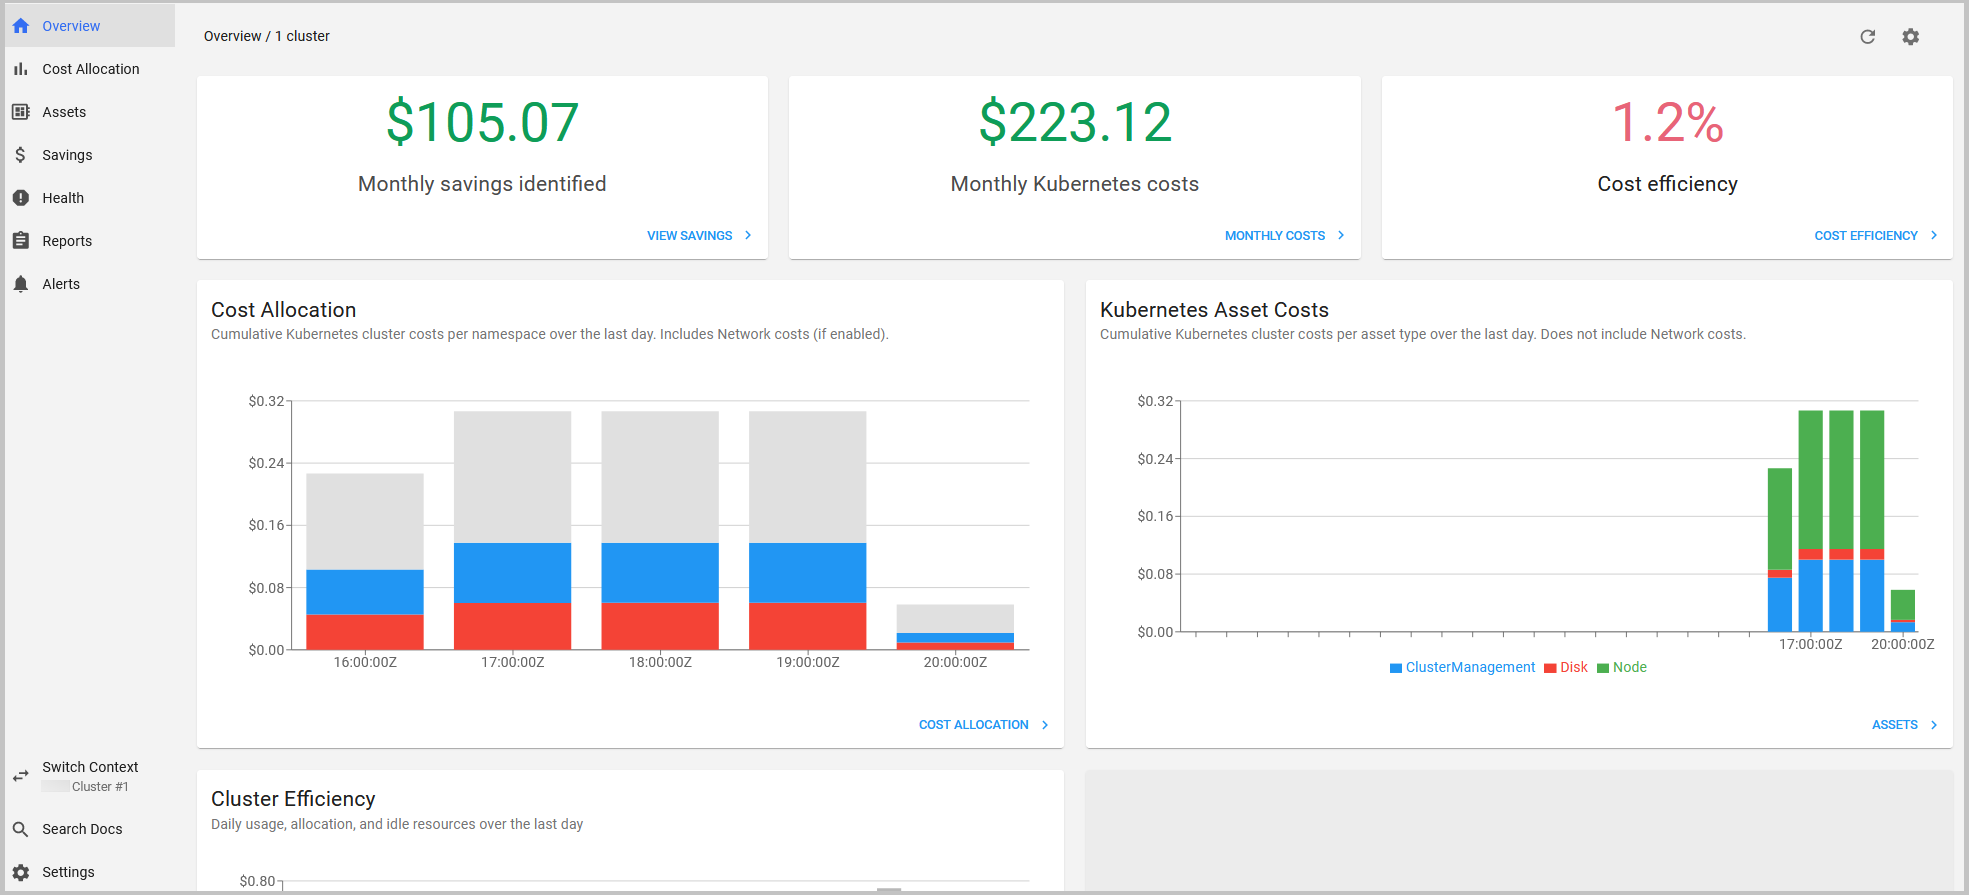 Overview
Cost Allocation
Assets
Savings
Health
Reports
Alerts
Switch Context
Cluster #1
Search Docs
Settings
Overview / 1 cluster
$105.07
Monthly savings identified
VIEW SAVINGS
$223.12
Monthly Kubernetes costs
MONTHLY COSTS
1.2%
Cost efficiency
COST EFFICIENCY
Cost Allocation
Cumulative Kubernetes cluster costs per namespace over the last day. Includes Network costs (if enabled).
$0.32
$0.24
$0.16
$0.08
$0.00
16:00:00Z 17:00:00Z 18:00:00Z 19:00:00Z 20:00:00Z
COST ALLOCATION
Kubernetes Asset Costs
Cumulative Kubernetes cluster costs per asset type over the last day. Does not include Network costs.
$0.32
$0.24
$0.16
$0.08
$0.00
17:00:00Z 20:00:00Z
ClusterManagement Disk Node
ASSETS
Cluster Efficiency
Daily usage, allocation, and idle resources over the last day
$0.80